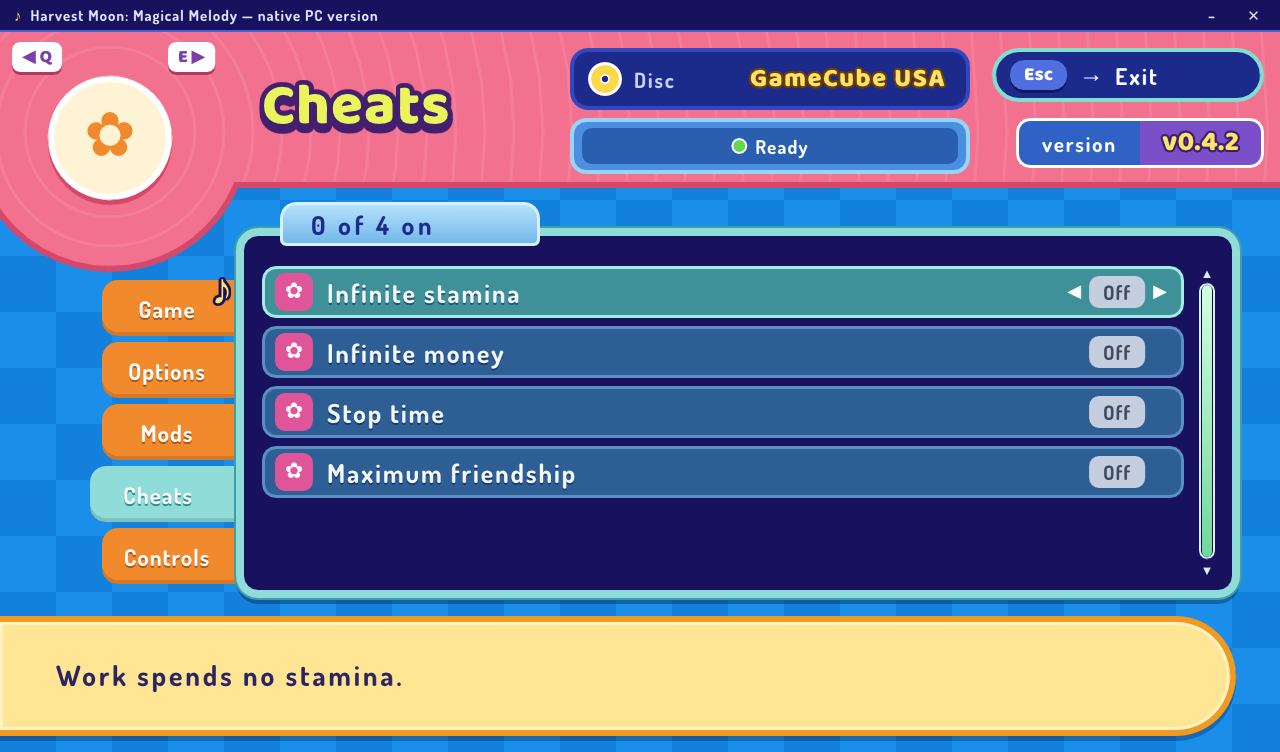 Harvest Moon: Magical Melody — native PC version
Q
E
Cheats
Disc GameCube USA
Ready
Esc → Exit
version v0.4.2
0 of 4 on
Game
Options
Mods
Cheats
Controls
Infinite stamina Off
Infinite money Off
Stop time Off
Maximum friendship Off
Work spends no stamina.